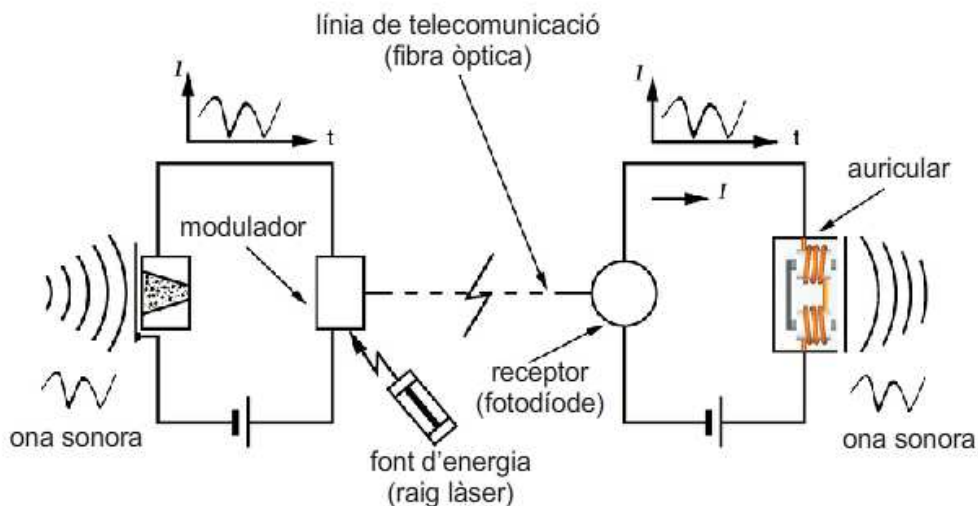 línia de telecomunicació
(fibra òptica)
I
t
I
t
I
auricular
modulador
receptor
(fotodíode)
ona sonora
font d'energia
(raig làser)
ona sonora